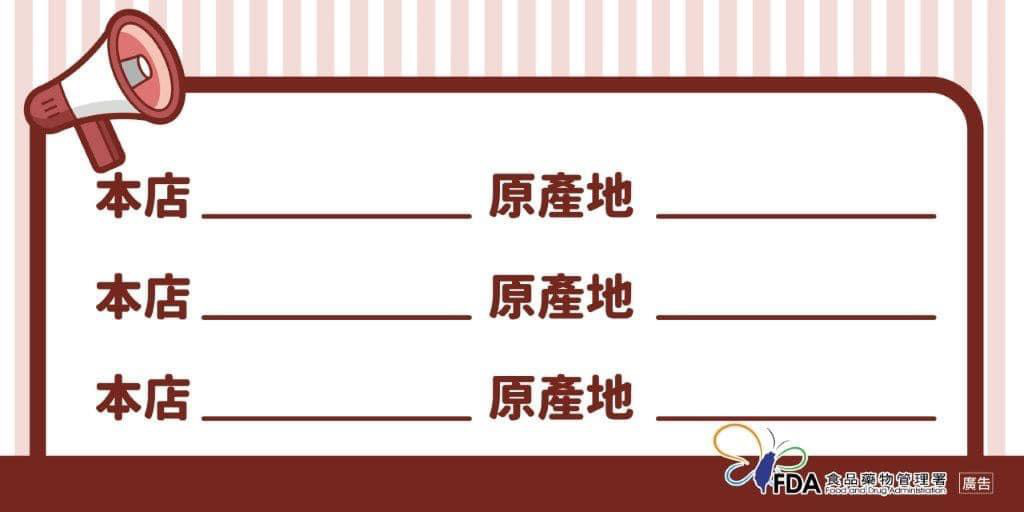 本店 原產地
本店 原產地
本店 原產地
FDA 食品藥物管理署
Food and Drug Administration
廣告